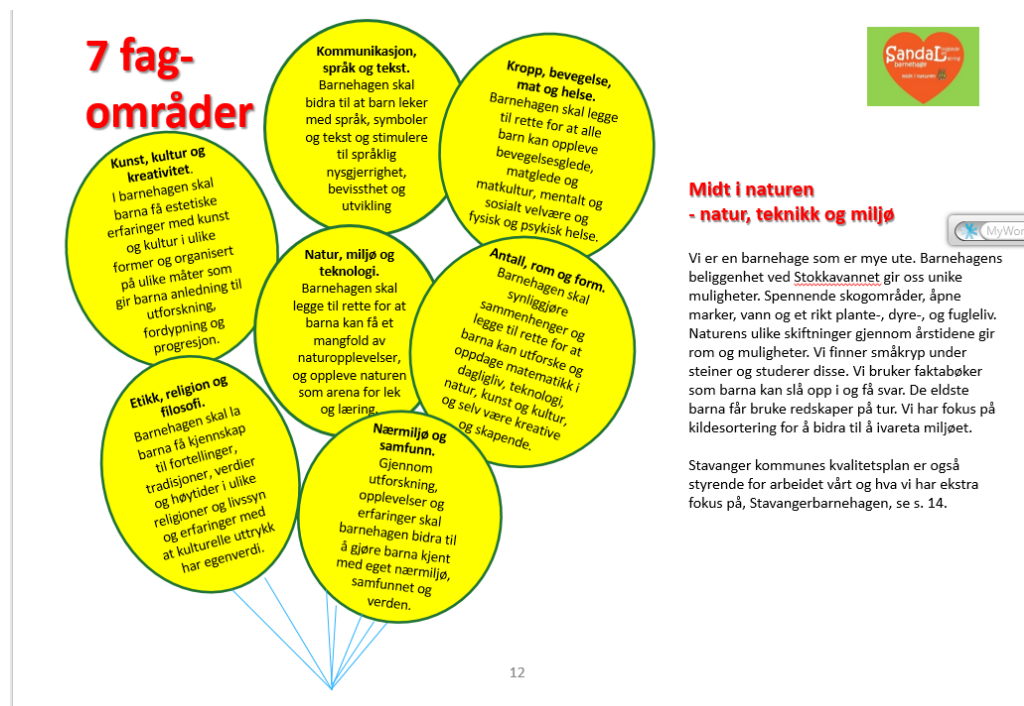 7 fag-
områder
Kommunikasjon,
språk og tekst.
Barnehagen skal
bidra til at barn leker
med språk, symboler
og tekst og stimulere
til språklig
nysgjerrighet,
bevissthet og
utvikling
Kropp, bevegelse,
mat og helse.
Barnehagen skal legge
til rette for at alle
barn kan oppleve
bevegelsesglede,
matglede og
matkultur, mentalt og
sosialt velvære og
fysisk og psykisk helse.
Kunst, kultur og
kreativitet.
I barnehagen skal
barna få estetiske
erfaringer med kunst
og kultur i ulike
former og organisert
på ulike måter som
gir barna anledning til
utforskning,
fordypning og
progresjon.
Natur, miljø og
teknologi.
Barnehagen skal
legge til rette for at
barna kan få et
mangfold av
naturopplevelser,
og oppleve naturen
som arena for lek
og læring.
Antall, rom og form.
Barnehagen skal
synliggjøre
sammenhenger og
legge til rette for at
barna kan utforske og
oppdage matematikk i
dagligliv, teknologi,
natur, kunst og kultur,
og selv være kreative
og skapende.
Etikk, religion og
filosofi.
Barnehagen skal la
barna få kjennskap
til fortellinger,
tradisjoner, verdier
og høytider i ulike
religioner og livssyn
og erfaringer med
at kulturelle uttrykk
har egenverdi.
Nærmiljø og
samfunn.
Gjennom
utforskning,
opplevelser og
erfaringer skal
barnehagen bidra til
å gjøre barna kjent
med eget nærmiljø,
samfunnet og
verden.
SandaL
barnehage
midt i naturen
Midt i naturen
- natur, teknikk og miljø
MyWor
Vi er en barnehage som er mye ute. Barnehagens
beliggenhet ved Stokkavannet gir oss unike
muligheter. Spennende skogområder, åpne
marker, vann og et rikt plante-, dyre-, og fugleliv.
Naturens ulike skiftninger gjennom årstidene gir
rom og muligheter. Vi finner småkryp under
steiner og studerer disse. Vi bruker faktabøker
som barna kan slå opp i og få svar. De eldste
barna får bruke redskaper på tur. Vi har fokus på
kildesortering for å bidra til å ivareta miljøet.
Stavanger kommunes kvalitetsplan er også
styrende for arbeidet vårt og hva vi har ekstra
fokus på, Stavangerbarnehagen, se s. 14.
12